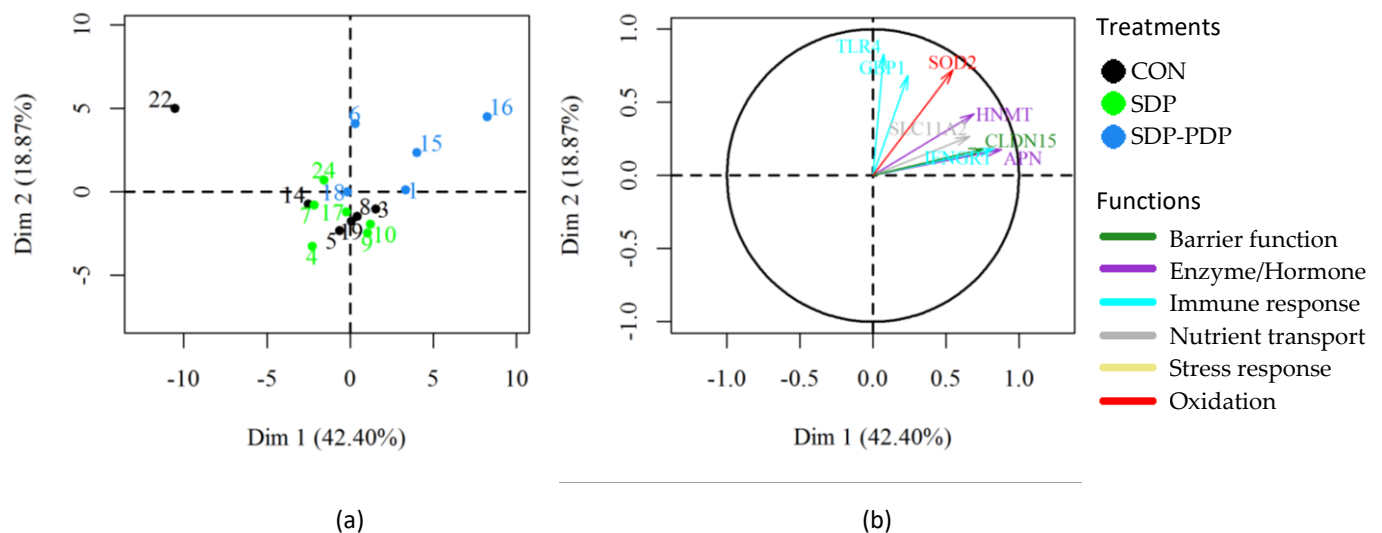 10
5
0
-5
Dim 2 (18.87%)
22
16
6
15
24
14
18
1
7
17
8
3
5
19
9
10
4
-10
-5
0
5
10
Dim 1 (42.40%)
(a)
1.0
0.5
0.0
-0.5
-1.0
Dim 2 (18.87%)
TLR4
GBP1
SOD2
HNMT
SLC11A2
CLDN15
IFNGR1
APN
-1.0
-0.5
0.0
0.5
1.0
Dim 1 (42.40%)
(b)
Treatments
CON
SDP
SDP-PDP
Functions
Barrier function
Enzyme/Hormone
Immune response
Nutrient transport
Stress response
Oxidation